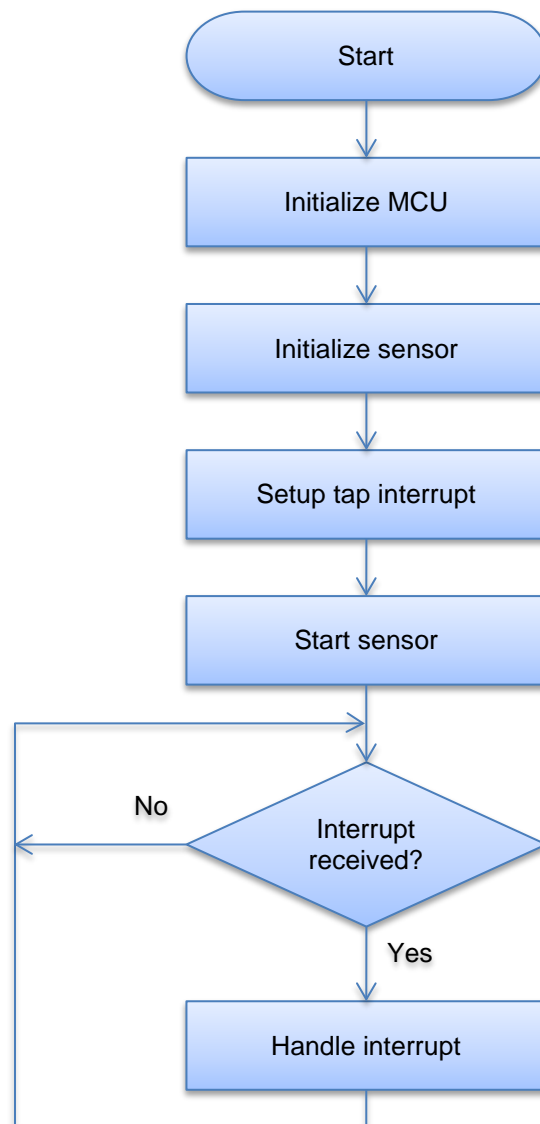 Start
Initialize MCU
Initialize sensor
Setup tap interrupt
Start sensor
No
Interrupt
received?
Yes
Handle interrupt